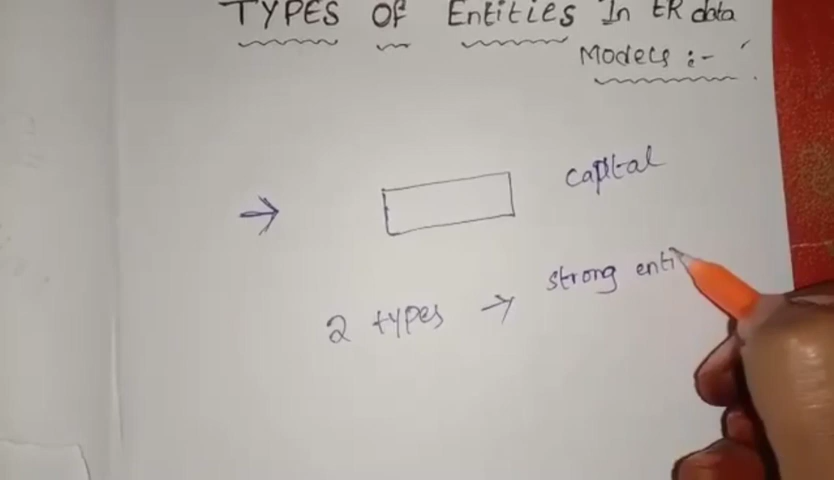 TYPES OF Entities In ER data
Models :-
capital
strong enti
2 types →